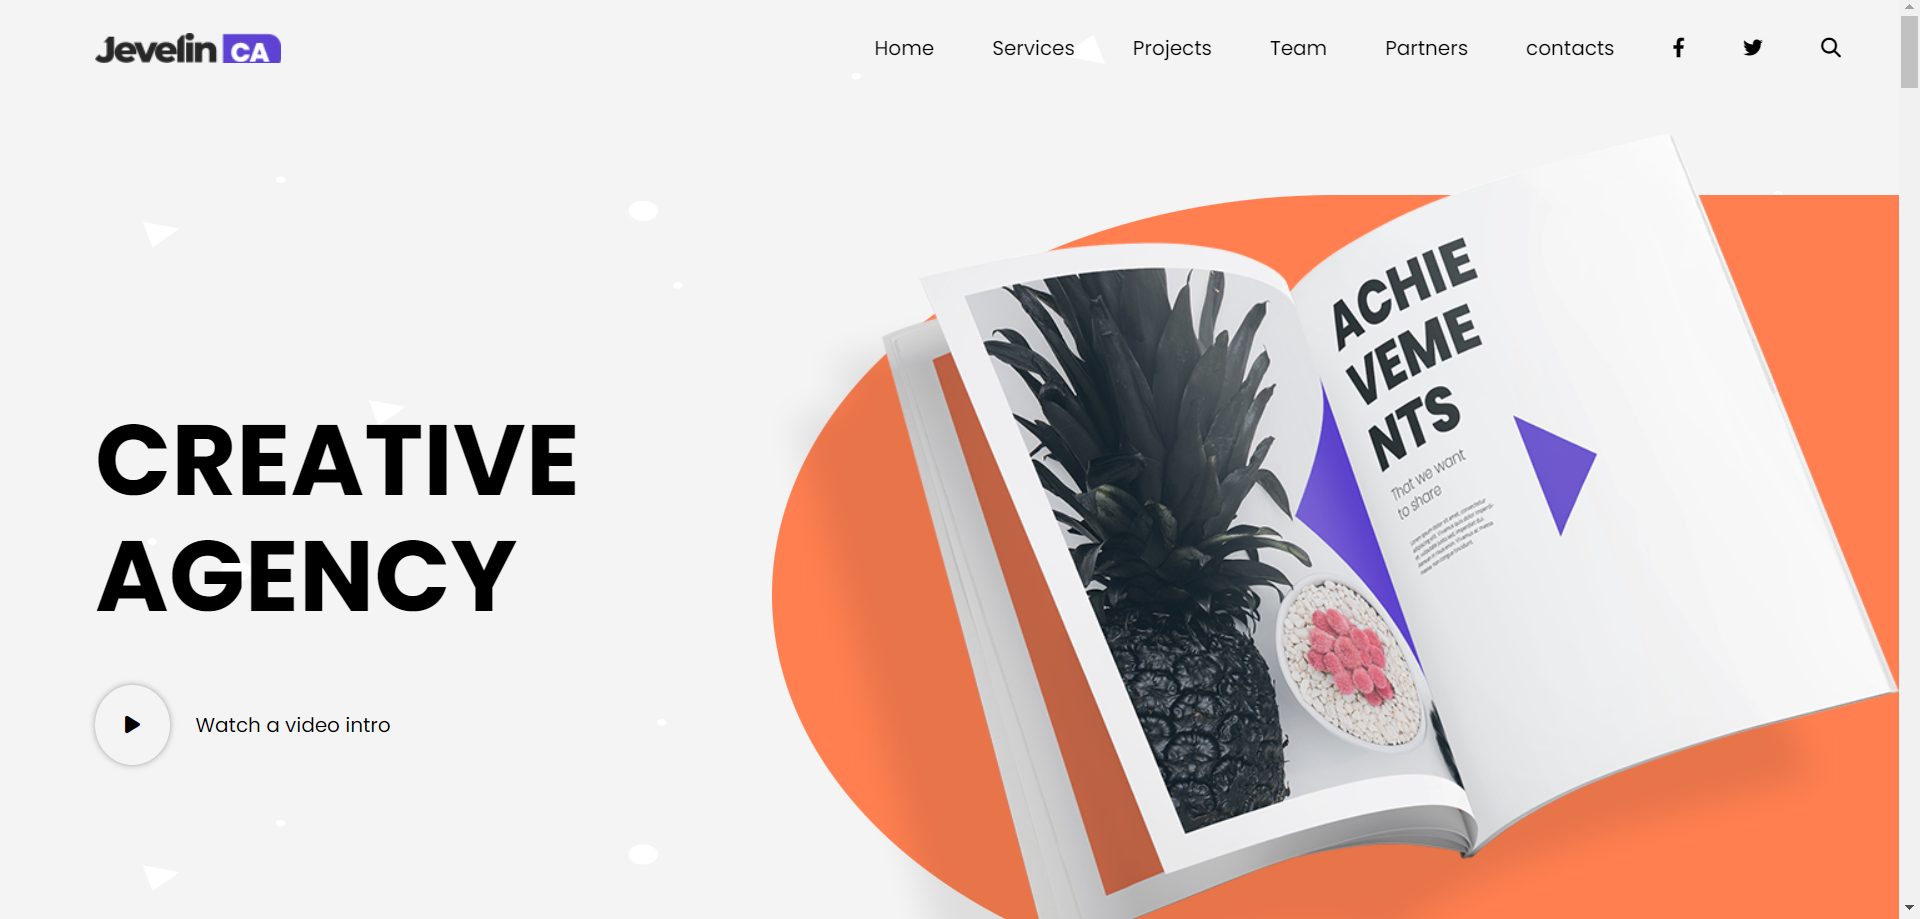 Jevelin CA
Home Services Projects Team Partners contacts
CREATIVE
AGENCY
Watch a video intro
ACHIE
VEME
NTS
That we want
to share